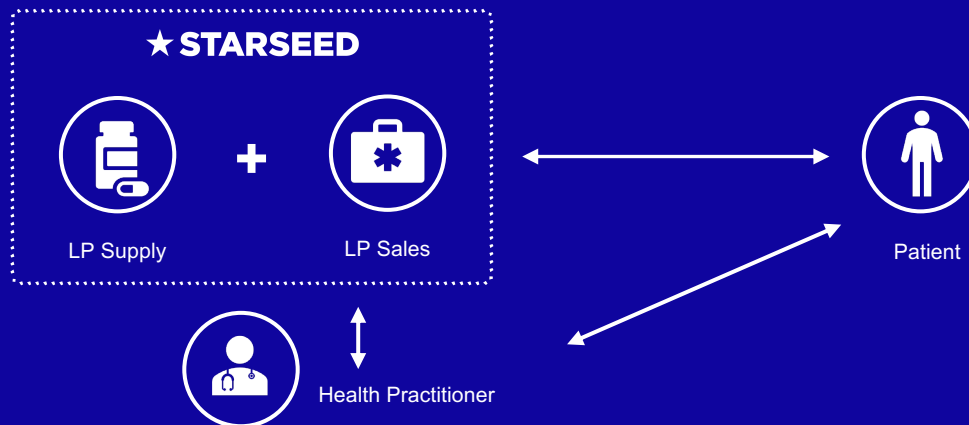 STARSEED
LP Supply
LP Sales
Patient
Health Practitioner